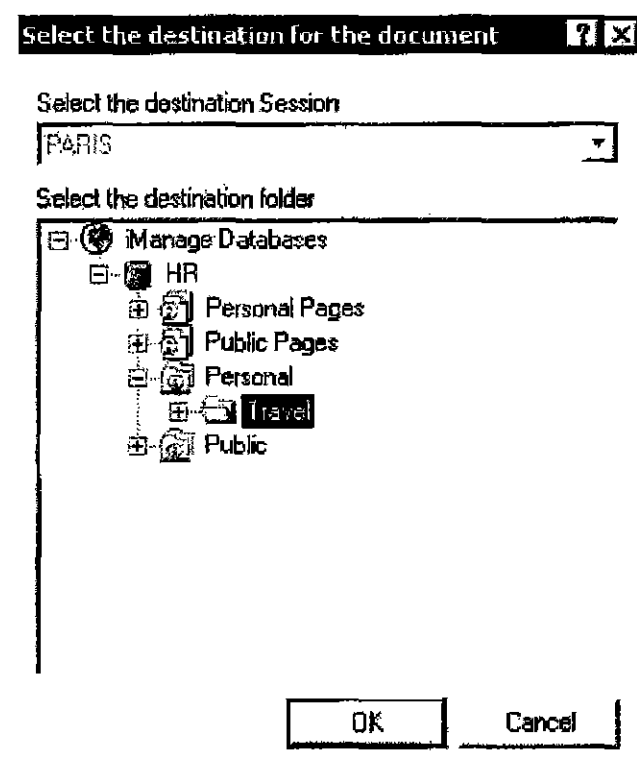 Select the destination for the document
Select the destination Session
PARIS
Select the destination folder
iManage Databases
HR
Personal Pages
Public Pages
Personal
Travel
Public
OK Cancel